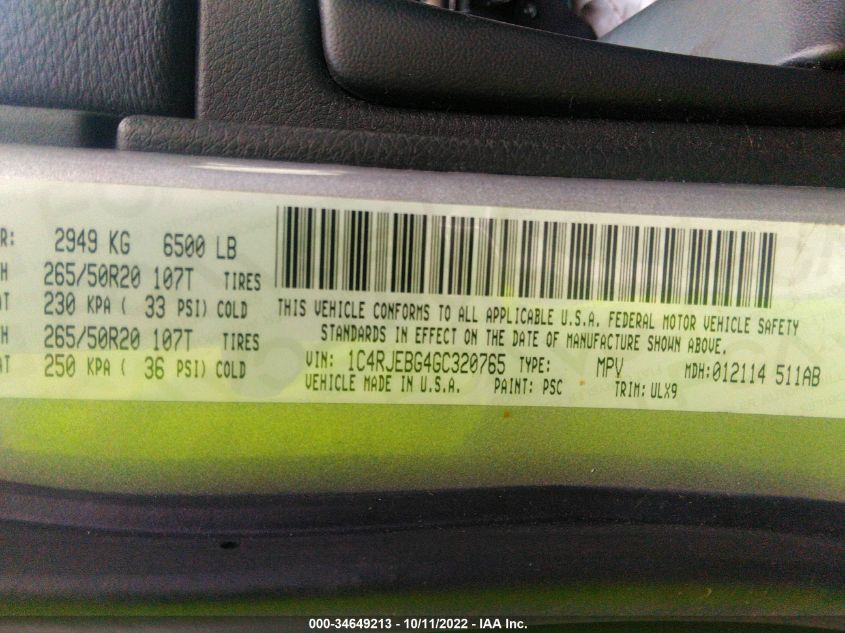 R: 2949 KG 6500 LB
H 265/50R20 107T TIRES
AT 230 KPA ( 33 PSI) COLD
H 265/50R20 107T TIRES
AT 250 KPA ( 36 PSI) COLD
THIS VEHICLE CONFORMS TO ALL APPLICABLE U.S.A. FEDERAL MOTOR VEHICLE SAFETY
STANDARDS IN EFFECT ON THE DATE OF MANUFACTURE SHOWN ABOVE.
VIN: 1C4RJEBG4GC320765 TYPE: MPV MDH:012114 511AB
VEHICLE MADE IN U.S.A. PAINT: PSC TRIM: ULX9
000-34649213 - 10/11/2022 - IAA Inc.